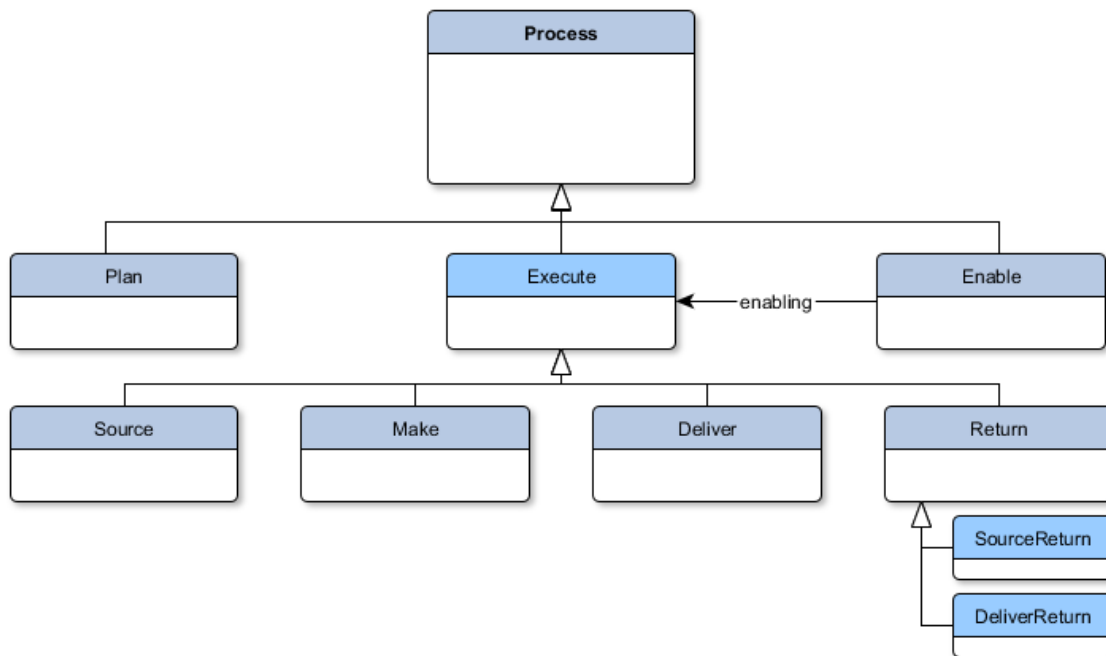 Process
Plan
Execute
enabling
Enable
Source
Make
Deliver
Return
SourceReturn
DeliverReturn